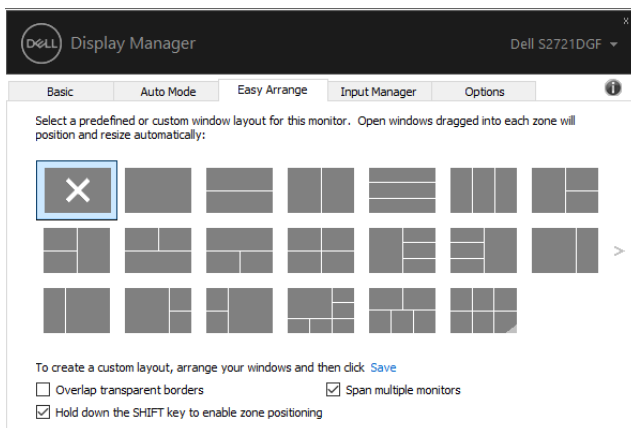 x
DELL Display Manager Dell S2721DGF
Basic Auto Mode Easy Arrange Input Manager Options
Select a predefined or custom window layout for this monitor. Open windows dragged into each zone will
position and resize automatically:
To create a custom layout, arrange your windows and then click Save
Overlap transparent borders Span multiple monitors
Hold down the SHIFT key to enable zone positioning